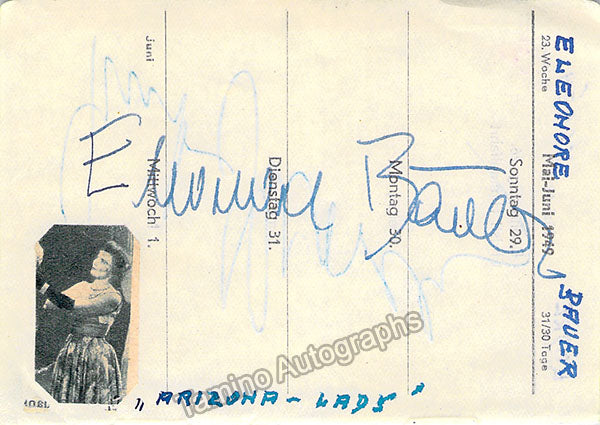 Juni
Mittwoch 1.
Dienstag 31.
Montag 30.
Sonntag 29.
Mai-Juni 1949
23. Woche
31/30 Tage
Eleonore Bauer
ELEONORE BAUER
„ARIZONA - LADY"
Tamino Autographs